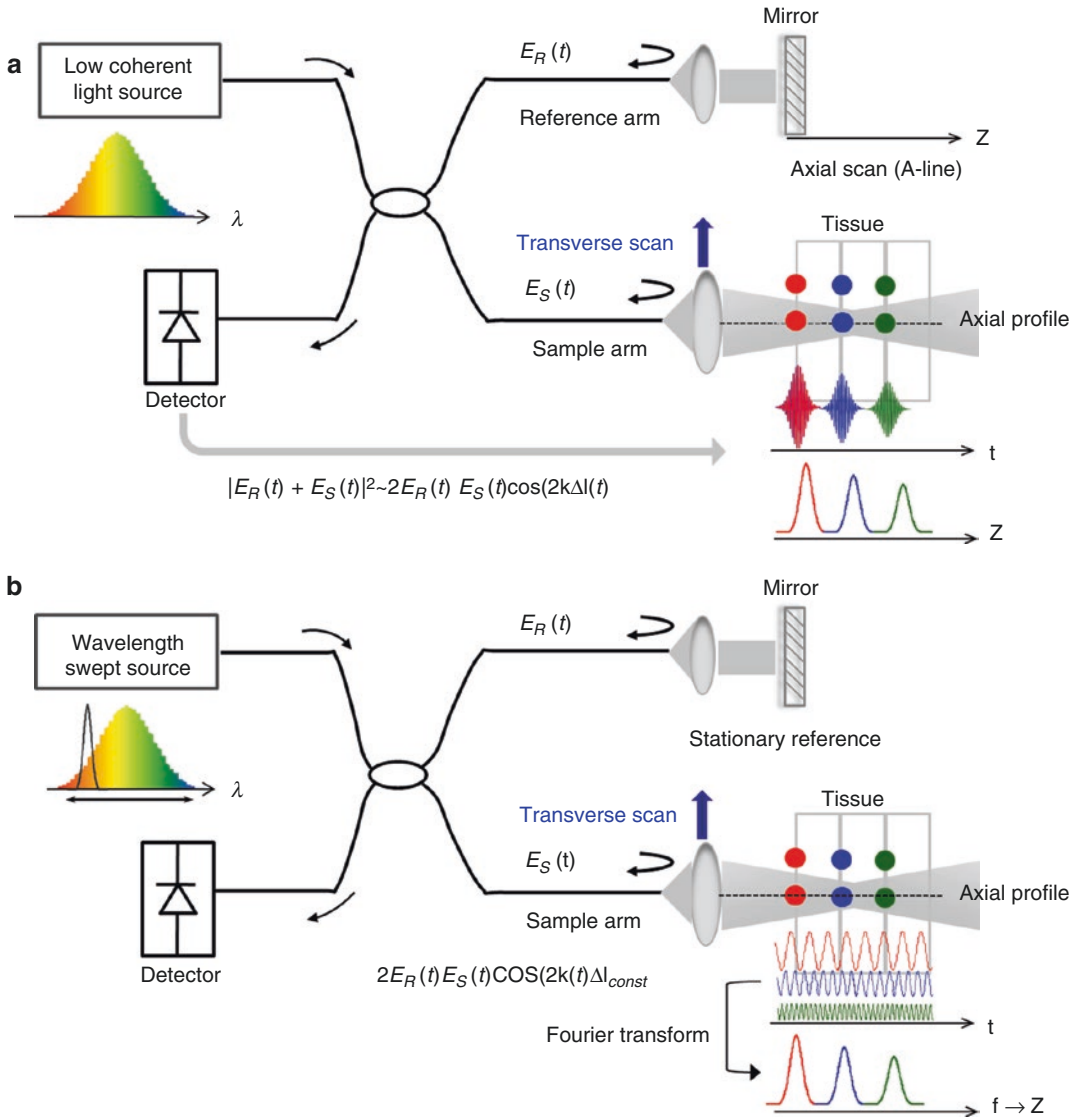 a
Low coherent
light source
λ
E_R (t)
Reference arm
Mirror
Z
Axial scan (A-line)
Transverse scan
E_S (t)
Sample arm
Tissue
Axial profile
Detector
t
|E_R (t) + E_S (t)|²~2E_R (t) E_S (t)cos(2kΔl(t)
Z
b
Wavelength
swept source
λ
E_R (t)
Mirror
Stationary reference
Transverse scan
E_S (t)
Sample arm
Tissue
Axial profile
Detector
2E_R (t)E_S (t)COS(2k(t)Δl_const
Fourier transform
t
f → Z